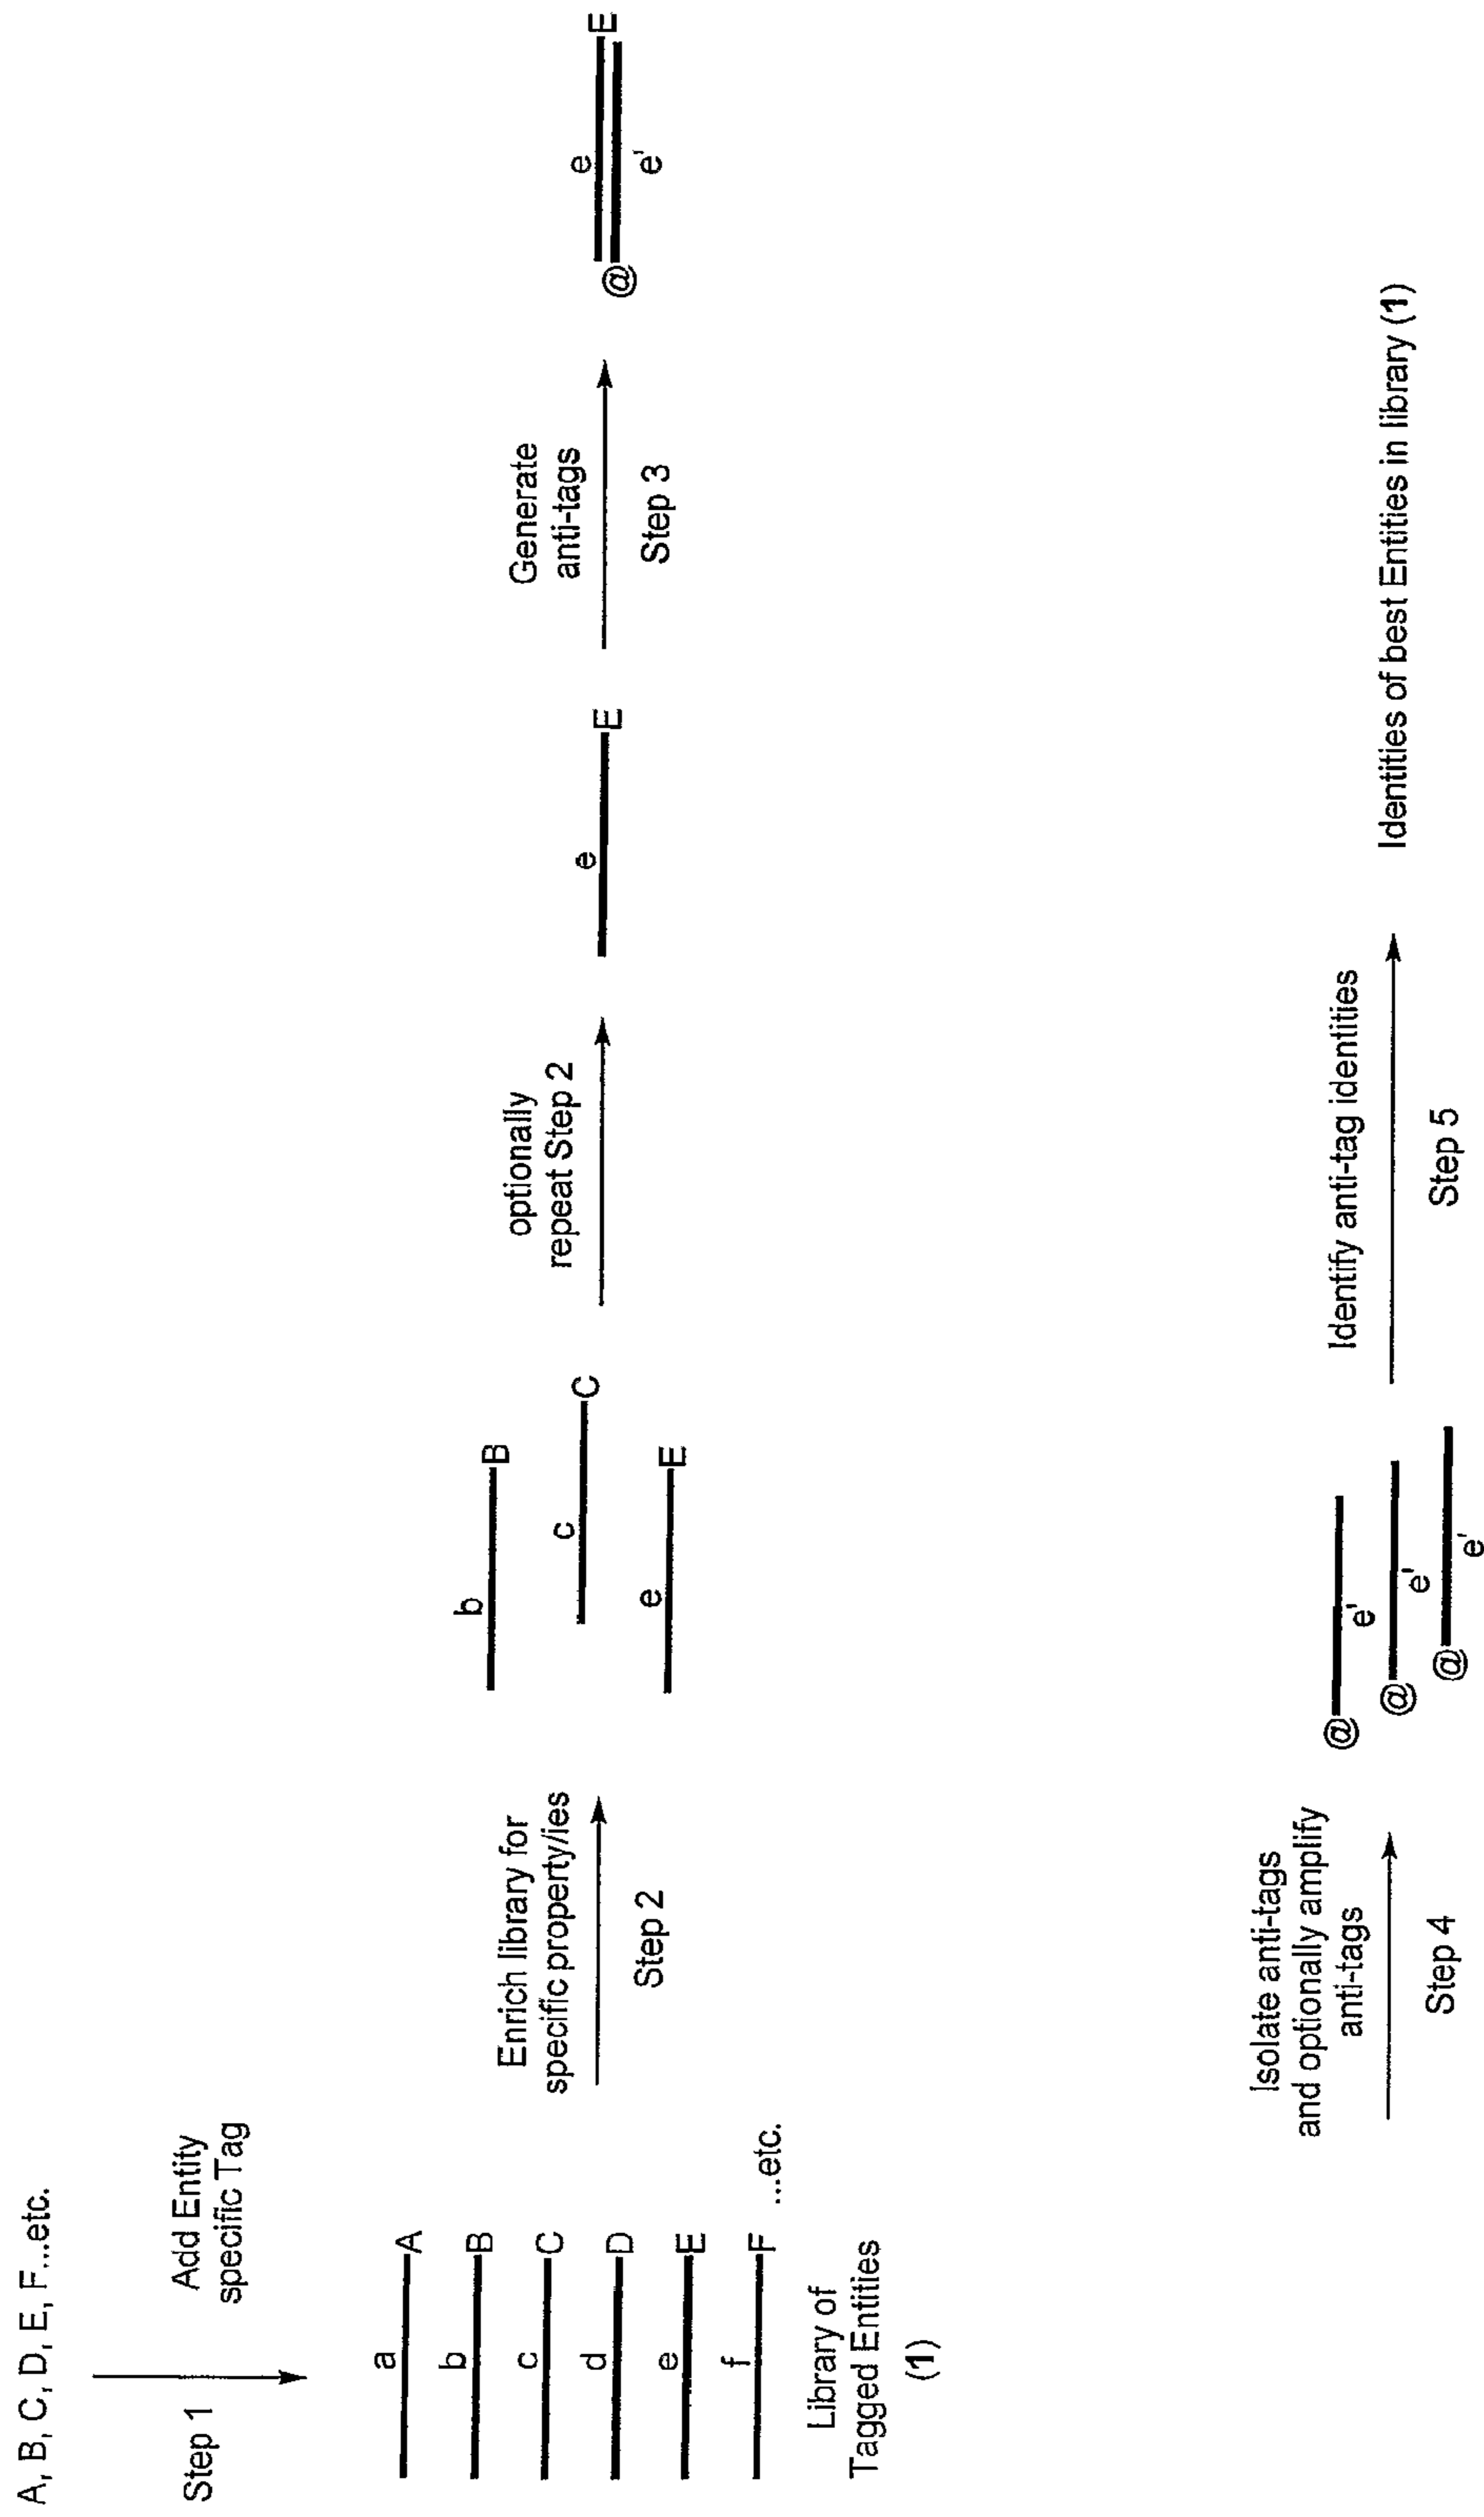 A, B, C, D, E, F...etc.
Step 1
Add Entity
specific Tag
a
A
b
B
c
C
d
D
e
E
f
F
...etc.
Library of
Tagged Entities
(1)
Enrich library for
specific property/ies
Step 2
b
B
c
C
e
E
optionally
repeat Step 2
e
E
Generate
anti-tags
Step 3
e
E
@
e'
Isolate anti-tags
and optionally amplify
anti-tags
Step 4
@
e'
@
e'
@
e'
Identify anti-tag identities
Step 5
Identities of best Entities in library (1)